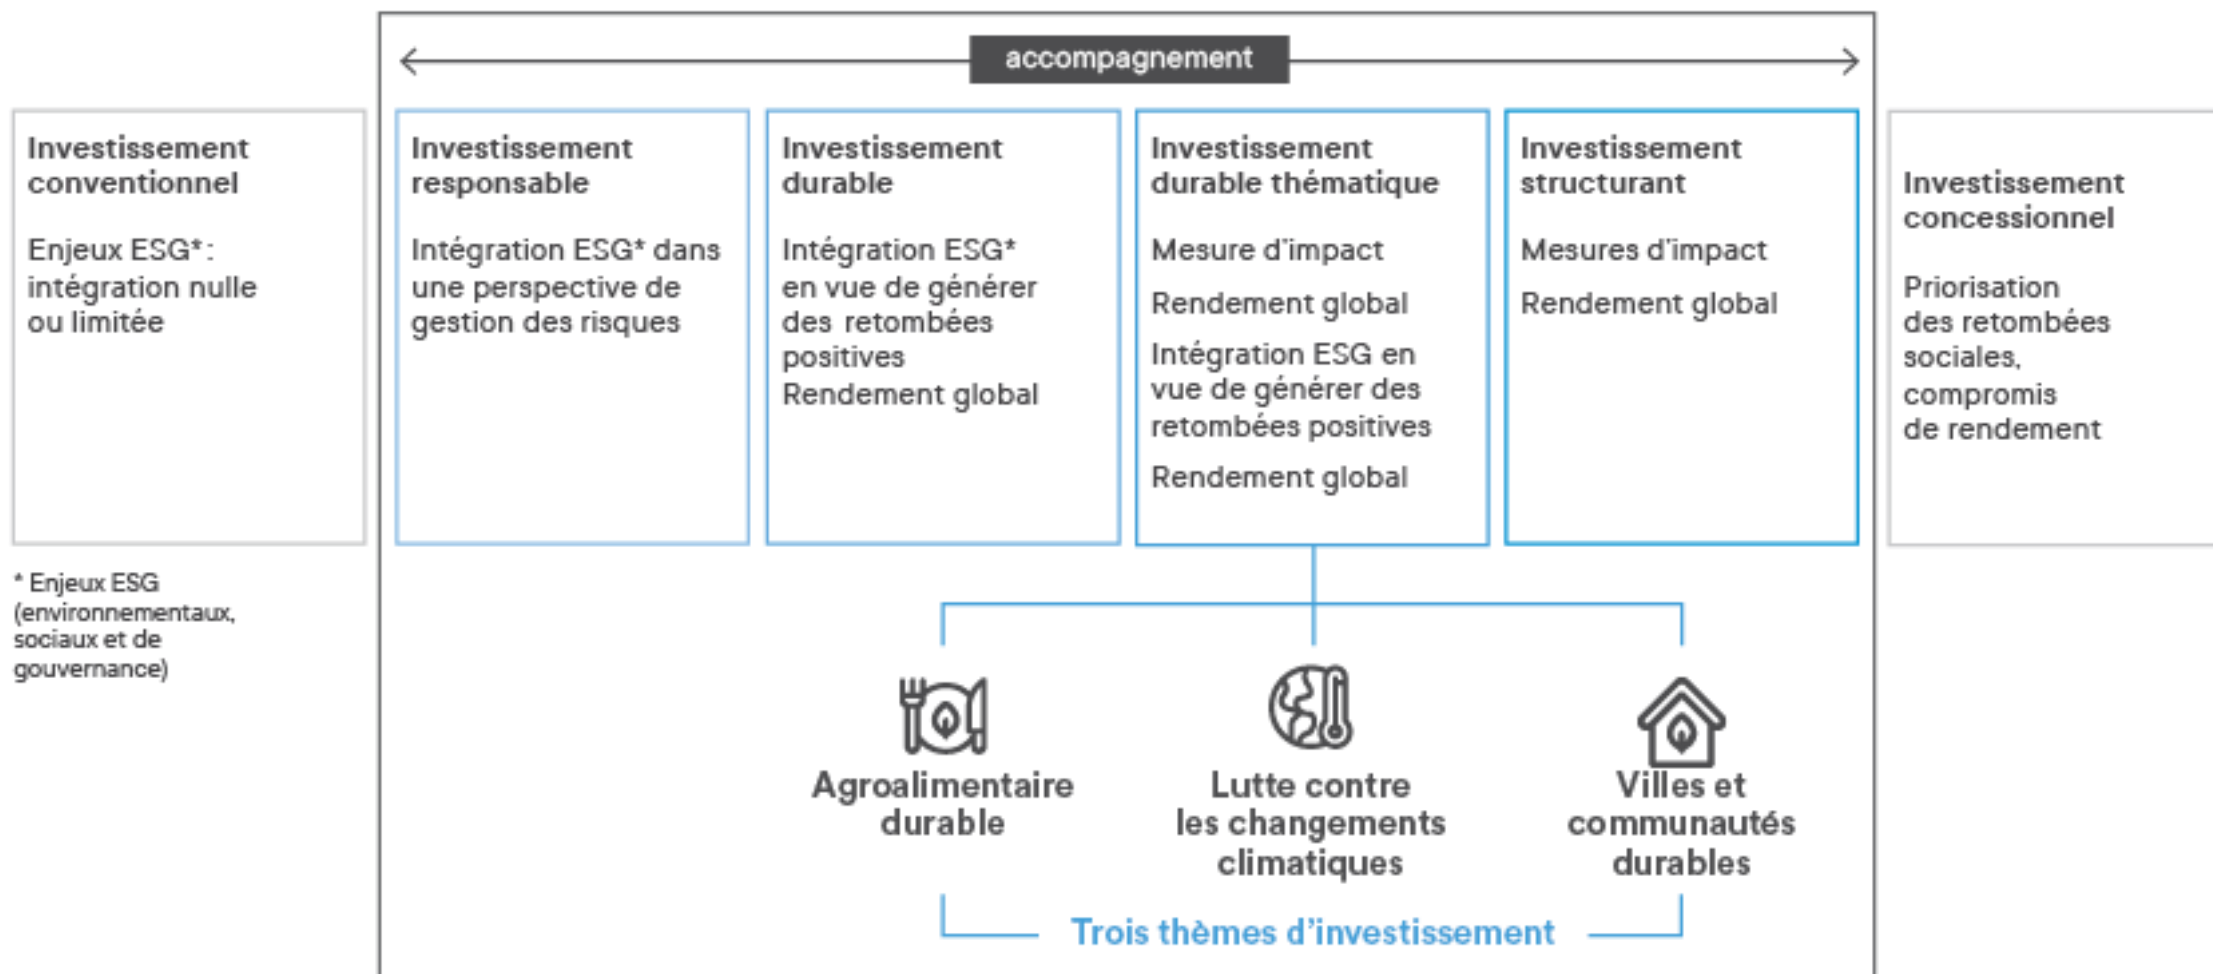 accompagnement
Investissement
conventionnel
Enjeux ESG* :
intégration nulle
ou limitée
Investissement
responsable
Intégration ESG* dans
une perspective de
gestion des risques
Investissement
durable
Intégration ESG*
en vue de générer
des retombées
positives
Rendement global
Investissement
durable thématique
Mesure d'impact
Rendement global
Intégration ESG en
vue de générer des
retombées positives
Rendement global
Investissement
structurant
Mesures d'impact
Rendement global
Investissement
concessionnel
Priorisation
des retombées
sociales,
compromis
de rendement
* Enjeux ESG
(environnementaux,
sociaux et de
gouvernance)
Agroalimentaire
durable
Lutte contre
les changements
climatiques
Villes et
communautés
durables
Trois thèmes d'investissement